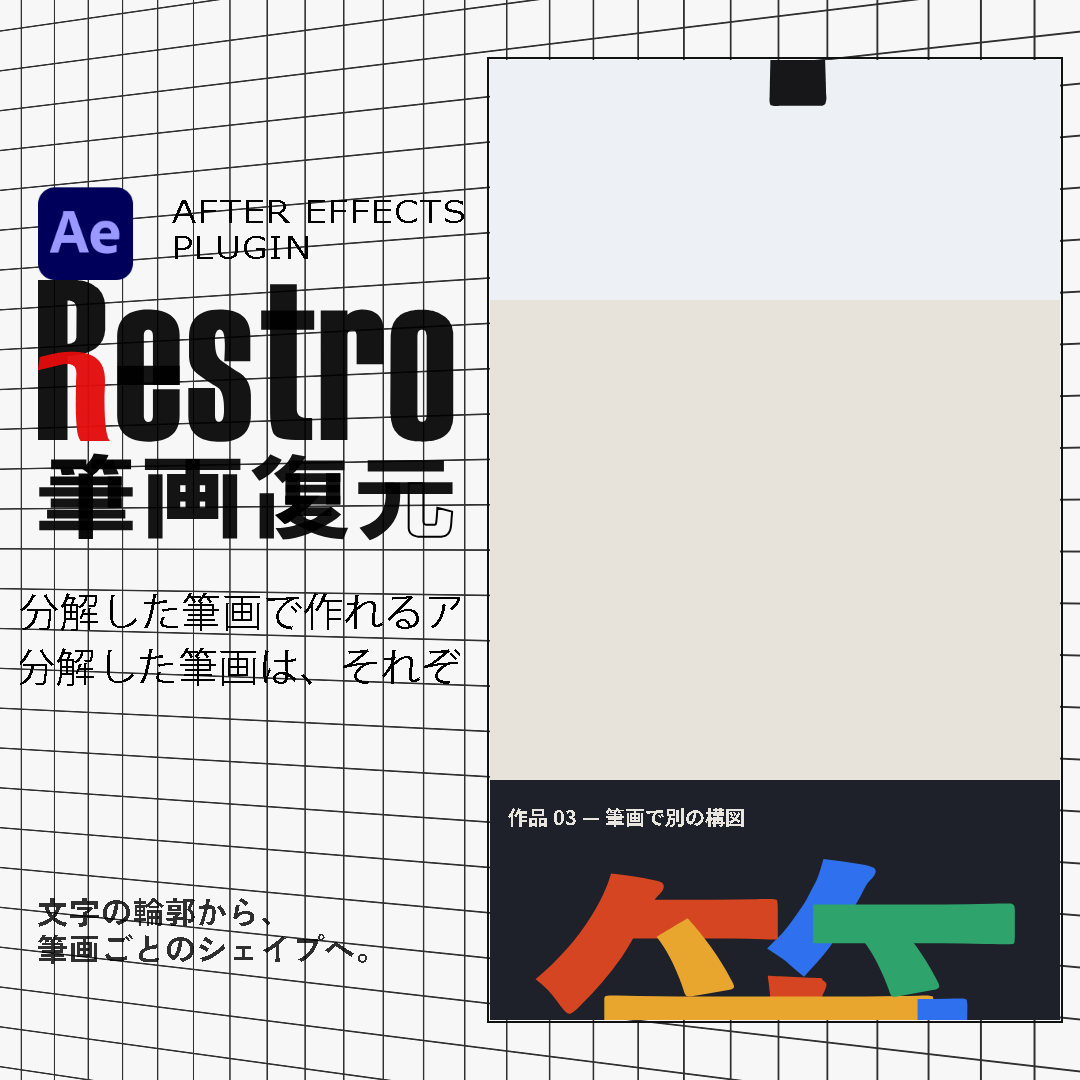 Ae
AFTER EFFECTS
PLUGIN
Restro
筆画復元
分解した筆画で作れるア
分解した筆画は、それぞ
文字の輪郭から、
筆画ごとのシェイプへ。
作品 03 — 筆画で別の構図